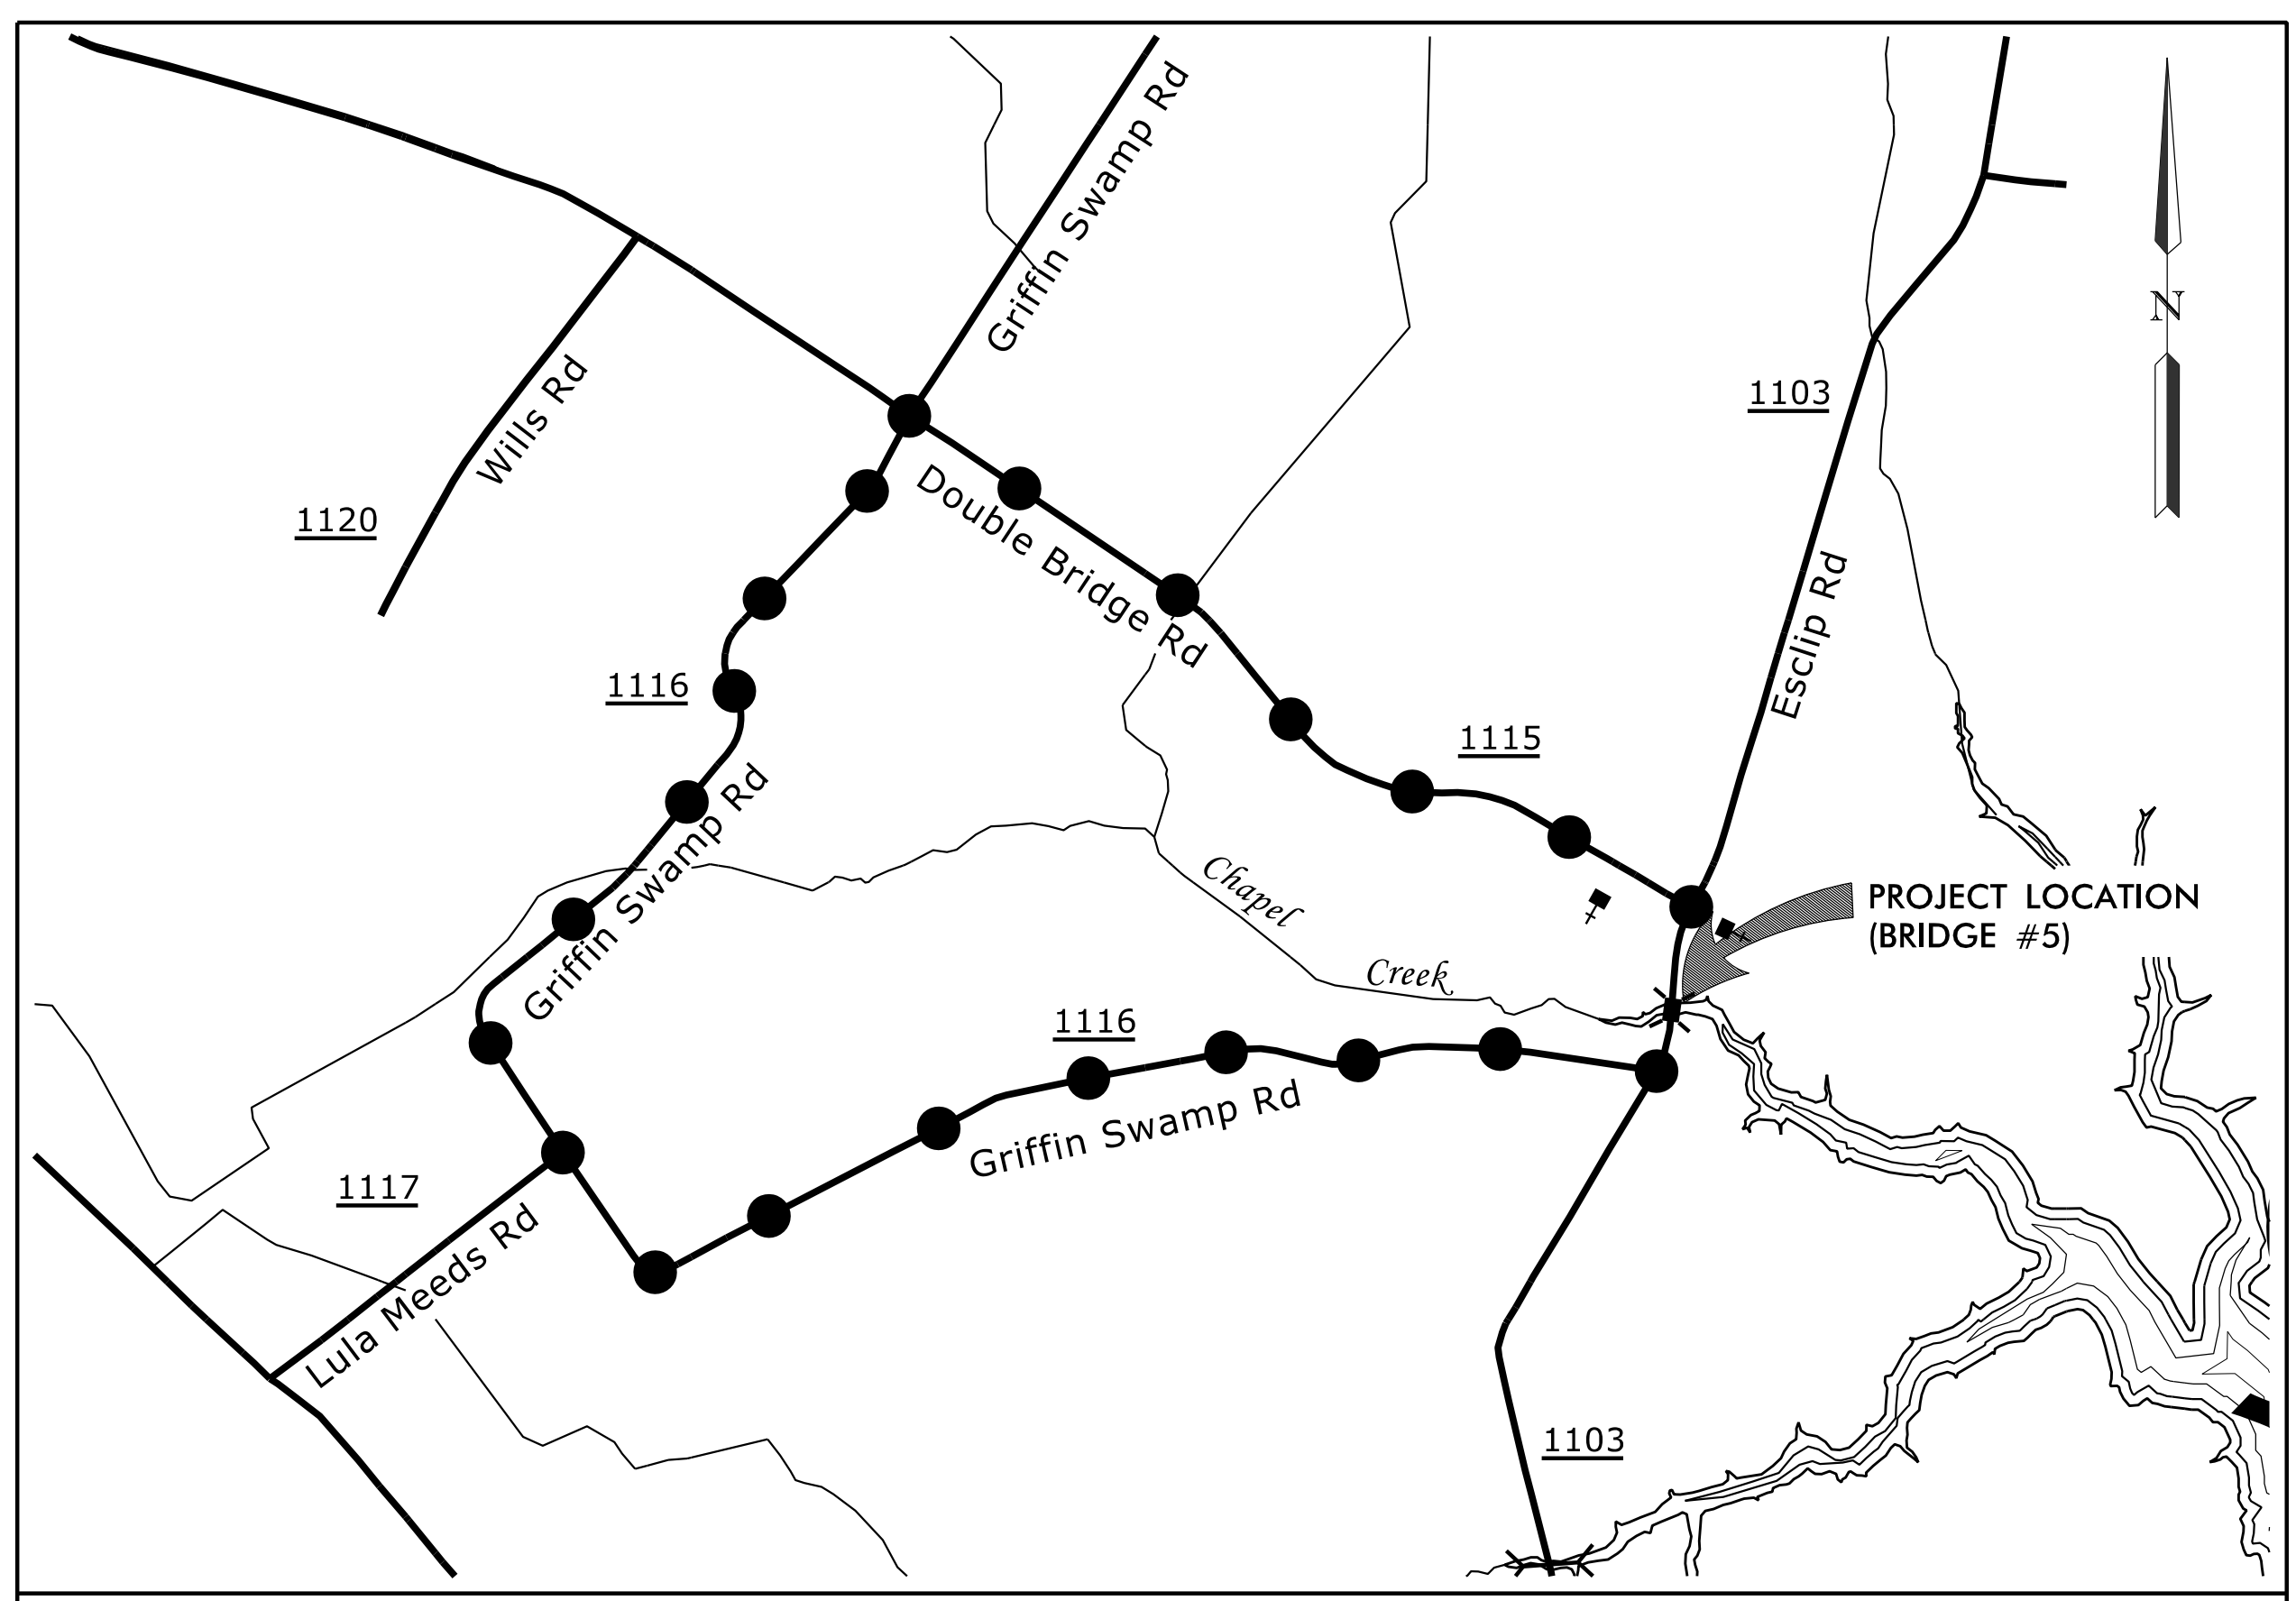 Griffin Swamp Rd
N
1103
Wills Rd
1120
Double Bridge Rd
Esclip Rd
1116
1115
Griffin Swamp Rd
Chapel
Creek
PROJECT LOCATION
(BRIDGE #5)
1116
Griffin Swamp Rd
1117
Lula Meeds Rd
1103